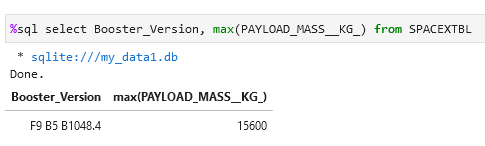 %sql select Booster_Version, max(PAYLOAD_MASS__KG_) from SPACEXTBL
* sqlite:///my_data1.db
Done.
Booster_Version max(PAYLOAD_MASS__KG_)
F9 B5 B1048.4 15600